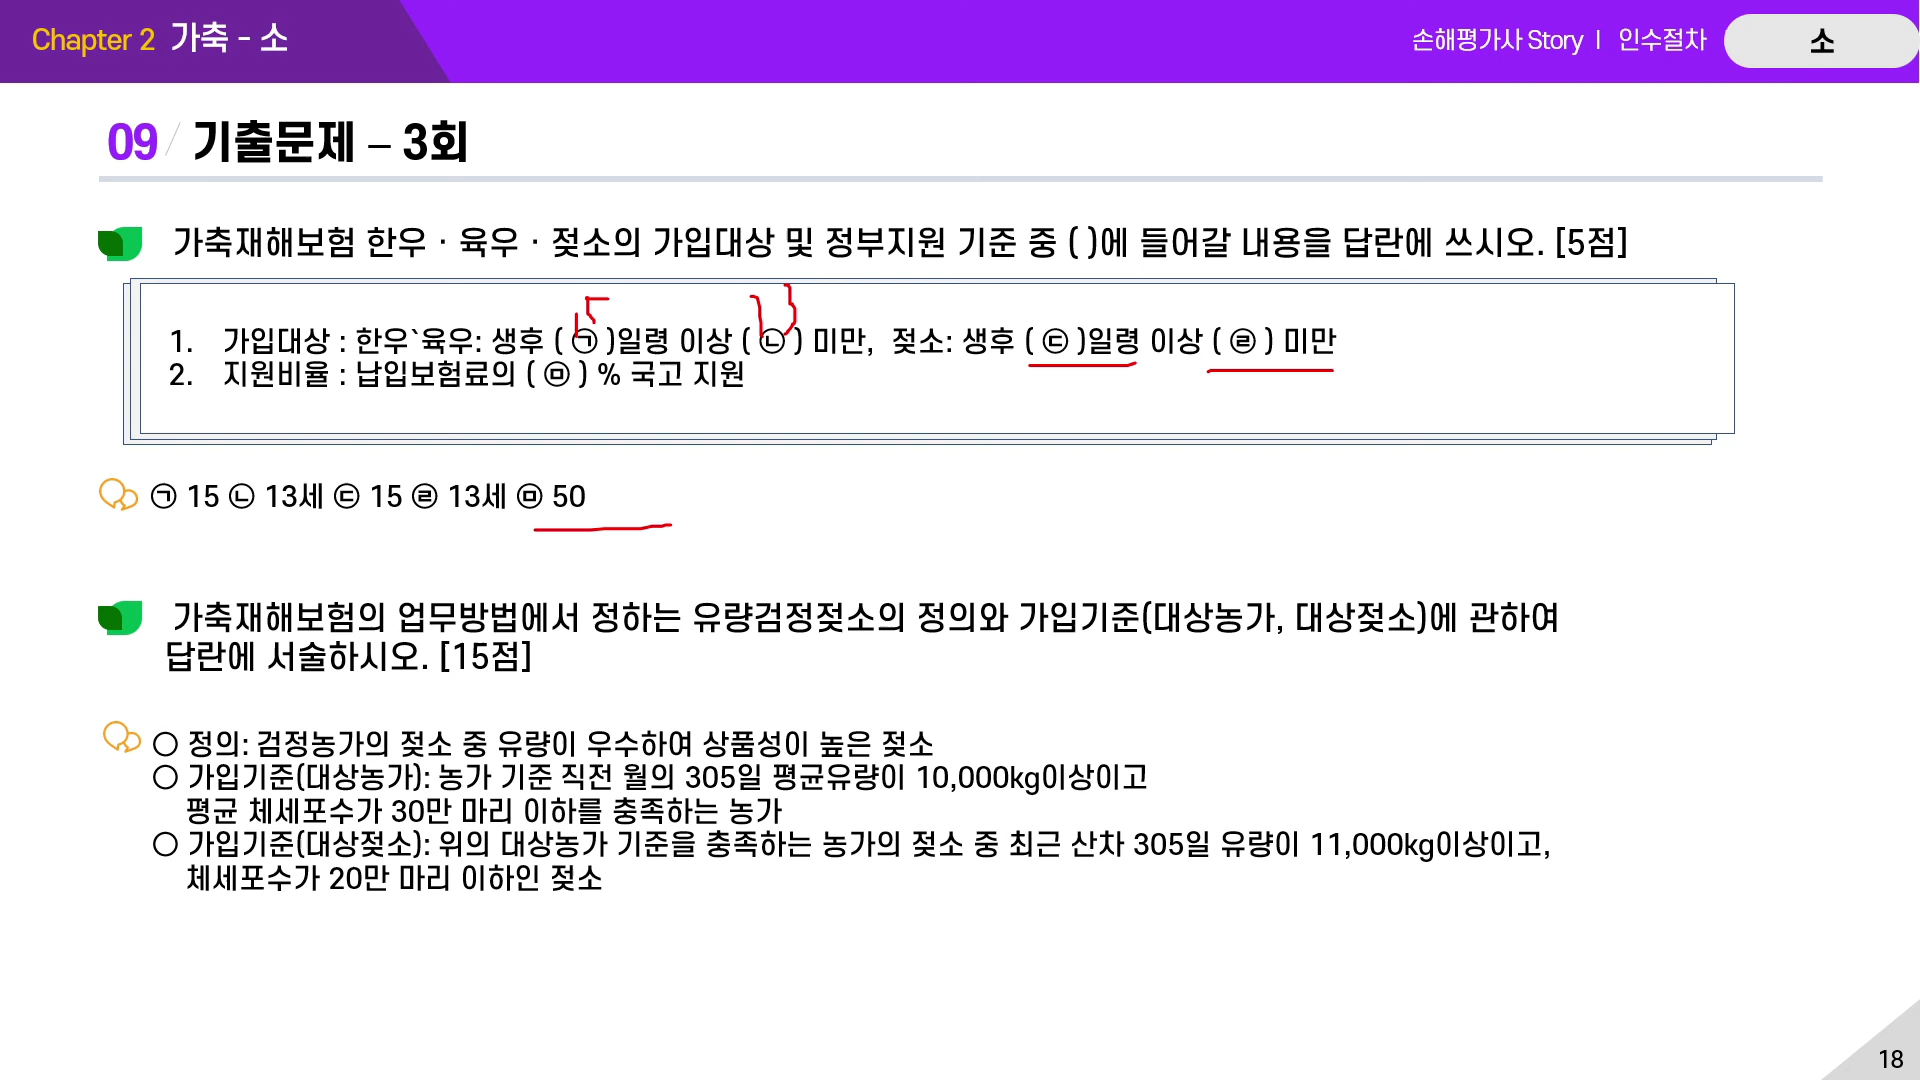 Chapter 2 가축 - 소
손해평가사 Story ㅣ 인수절차
소
09 / 기출문제 – 3회
가축재해보험 한우 · 육우 · 젖소의 가입대상 및 정부지원 기준 중 ( )에 들어갈 내용을 답란에 쓰시오. [5점]
15 13
1. 가입대상 : 한우`육우: 생후 ( ㉠ )일령 이상 ( ㉡ ) 미만, 젖소: 생후 ( ㉢ )일령 이상 ( ㉣ ) 미만
2. 지원비율 : 납입보험료의 ( ㉤ ) % 국고 지원
㉠ 15 ㉡ 13세 ㉢ 15 ㉣ 13세 ㉤ 50
가축재해보험의 업무방법에서 정하는 유량검정젖소의 정의와 가입기준(대상농가, 대상젖소)에 관하여
답란에 서술하시오. [15점]
○ 정의: 검정농가의 젖소 중 유량이 우수하여 상품성이 높은 젖소
○ 가입기준(대상농가): 농가 기준 직전 월의 305일 평균유량이 10,000kg이상이고
평균 체세포수가 30만 마리 이하를 충족하는 농가
○ 가입기준(대상젖소): 위의 대상농가 기준을 충족하는 농가의 젖소 중 최근 산차 305일 유량이 11,000kg이상이고,
체세포수가 20만 마리 이하인 젖소
18